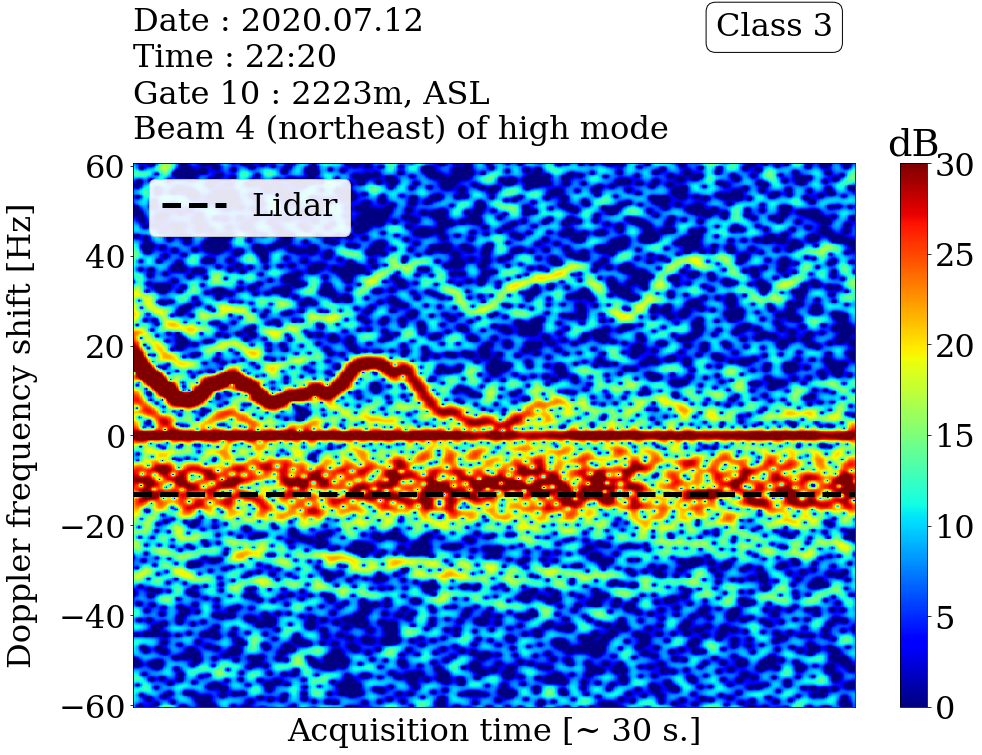 Date : 2020.07.12
Time : 22:20
Gate 10 : 2223m, ASL
Beam 4 (northeast) of high mode
Class 3
dB
Lidar
60
40
20
0
−20
−40
−60
Doppler frequency shift [Hz]
Acquisition time [~ 30 s.]
30
25
20
15
10
5
0